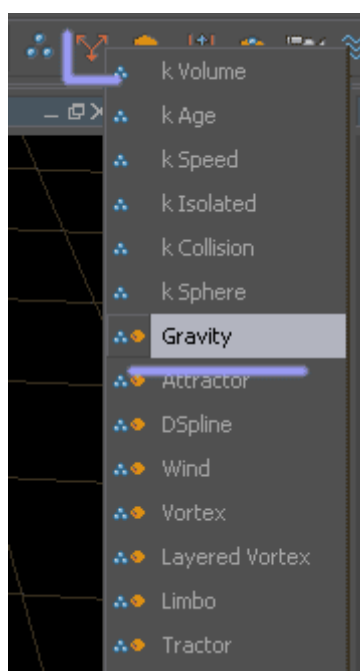 k Volume
k Age
k Speed
k Isolated
k Collision
k Sphere
Gravity
Attractor
DSpline
Wind
Vortex
Layered Vortex
Limbo
Tractor